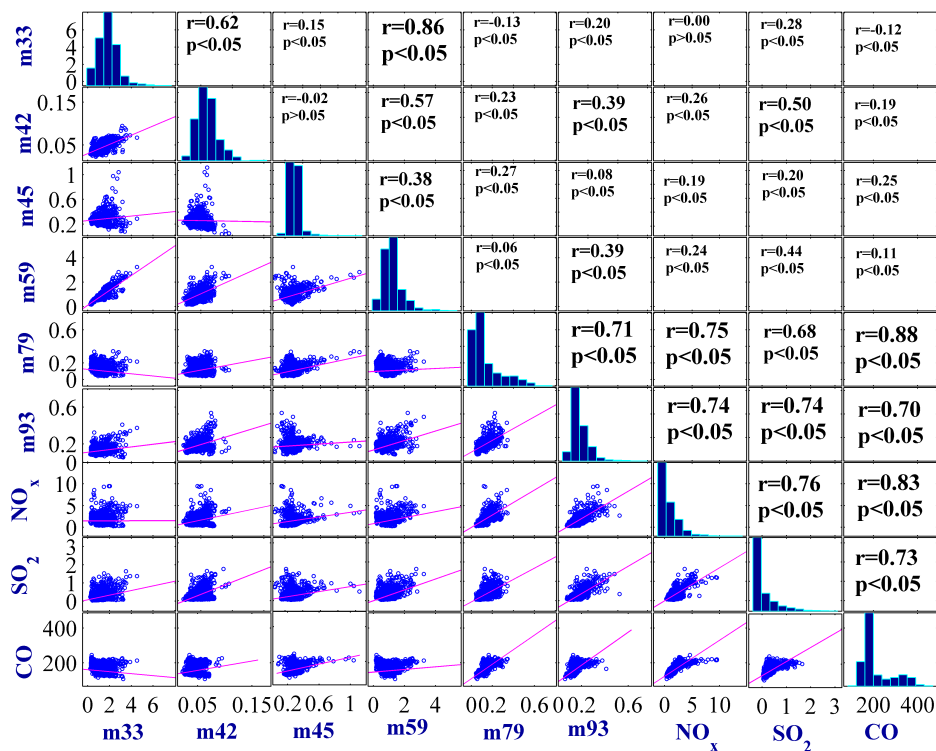 m33 6 4 2 0 r=0.62 r=0.15 r=0.86 r=-0.13 r=0.20 r=0.00 r=0.28 r=-0.12
p<0.05 p<0.05 p<0.05 p<0.05 p<0.05 p>0.05 p<0.05 p<0.05
m42 0.15 0.05 r=-0.02 r=0.57 r=0.23 r=0.39 r=0.26 r=0.50 r=0.19
p>0.05 p<0.05 p<0.05 p<0.05 p<0.05 p<0.05 p<0.05
m45 1 0.6 0.2 r=0.38 r=0.27 r=0.08 r=0.19 r=0.20 r=0.25
p<0.05 p<0.05 p<0.05 p<0.05 p<0.05 p<0.05
m59 4 2 0 r=0.06 r=0.39 r=0.24 r=0.44 r=0.11
p<0.05 p<0.05 p<0.05 p<0.05 p<0.05
m79 0.6 0.2 0 r=0.71 r=0.75 r=0.68 r=0.88
p<0.05 p<0.05 p<0.05 p<0.05
m93 0.6 0.2 0 r=0.74 r=0.74 r=0.70
p<0.05 p<0.05 p<0.05
NOx 10 5 0 r=0.76 r=0.83
p<0.05 p<0.05
SO2 3 2 1 0 r=0.73
p<0.05
CO 400 200
0 2 4 6 0.05 0.15 0.2 0.6 1 0 2 4 0 0.2 0.6 0 0.2 0.6 0 5 10 0 1 2 3 200 400
m33 m42 m45 m59 m79 m93 NOx SO2 CO